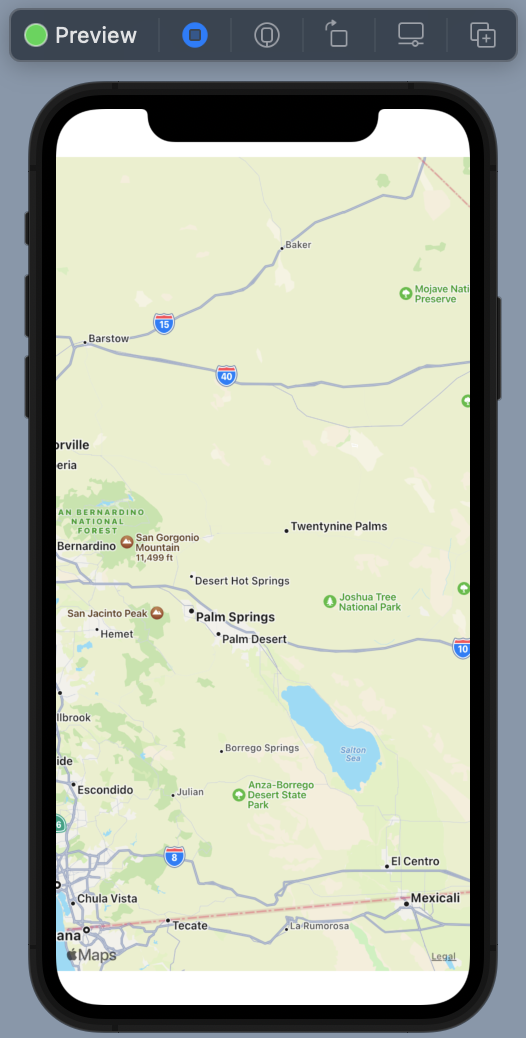 Preview
Baker
Mojave Nati
Preserve
15
Barstow
40
orville
eria
AN BERNARDINO
NATIONAL
FOREST
San Gorgonio
Mountain
11,499 ft
Bernardino
Twentynine Palms
Desert Hot Springs
Joshua Tree
National Park
San Jacinto Peak
Palm Springs
Hemet
Palm Desert
10
llbrook
Borrego Springs
Salton
Sea
ide
Escondido
Julian
Anza-Borrego
Desert State
Park
6
8
El Centro
Chula Vista
Mexicali
Tecate
La Rumorosa
ana
Maps
Legal